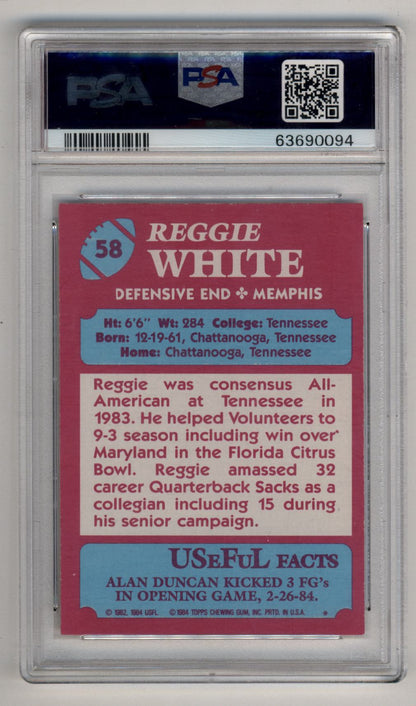 PSA
PSA
63690094
58
REGGIE
WHITE
DEFENSIVE END ✤ MEMPHIS
Ht: 6'6" Wt: 284 College: Tennessee
Born: 12-19-61, Chattanooga, Tennessee
Home: Chattanooga, Tennessee
Reggie was consensus All-
American at Tennessee in
1983. He helped Volunteers to
9-3 season including win over
Maryland in the Florida Citrus
Bowl. Reggie amassed 32
career Quarterback Sacks as a
collegian including 15 during
his senior campaign.
USeFuL FACTS
ALAN DUNCAN KICKED 3 FG's
IN OPENING GAME, 2-26-84.
© 1982, 1984 USFL © 1984 TOPPS CHEWING GUM, INC. PRTD. IN U.S.A. *